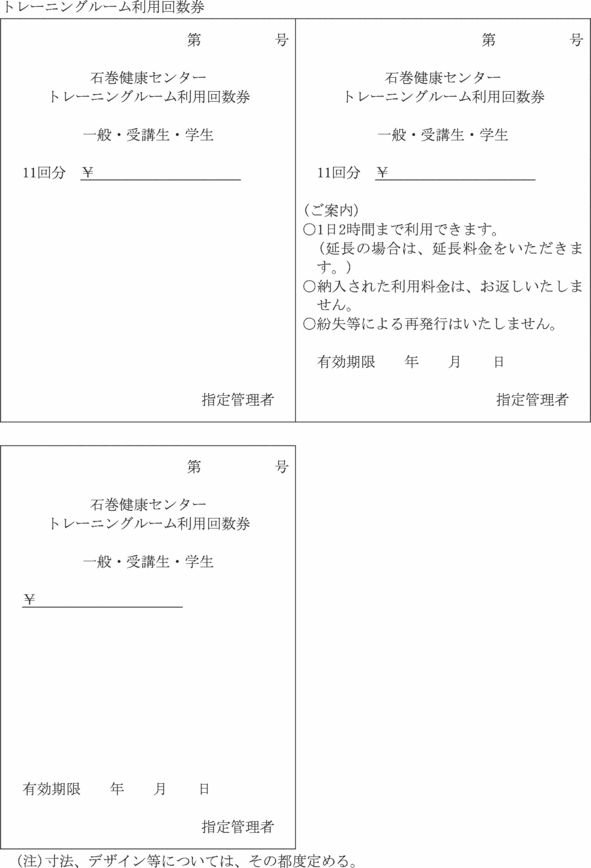 トレーニングルーム利用回数券
第　　　　　号
石巻健康センター
トレーニングルーム利用回数券
一般・受講生・学生
11回分　￥
指定管理者
第　　　　　号
石巻健康センター
トレーニングルーム利用回数券
一般・受講生・学生
11回分　￥
(ご案内)
○1日2時間まで利用できます。
(延長の場合は、延長料金をいただきま
す。)
○納入された利用料金は、お返しいたしま
せん。
○紛失等による再発行はいたしません。
有効期限　　年　　月　　日
指定管理者
第　　　　　号
石巻健康センター
トレーニングルーム利用回数券
一般・受講生・学生
￥
有効期限　　年　　月　　日
指定管理者
(注)寸法、デザイン等については、その都度定める。